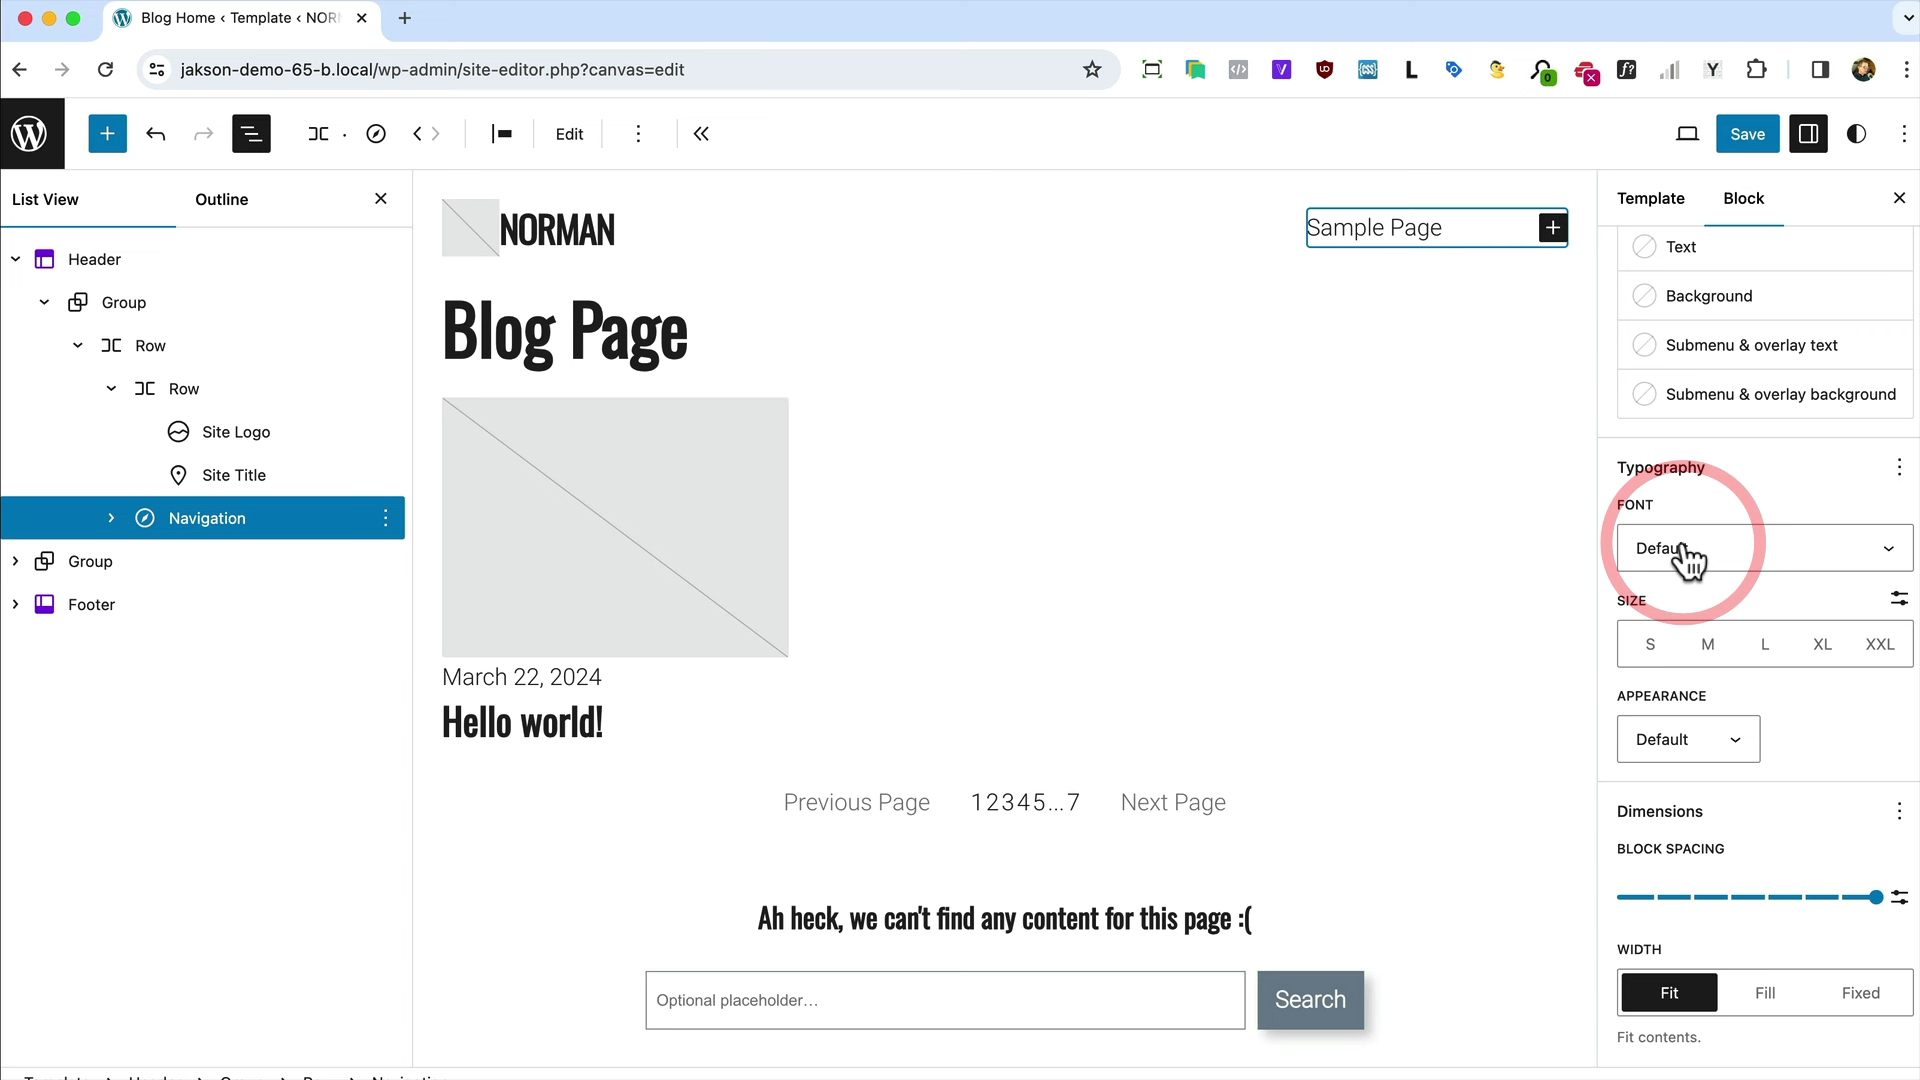 Blog Home ‹ Template ‹ NOR
jakson-demo-65-b.local/wp-admin/site-editor.php?canvas=edit
Edit
Save
List View
Outline
Header
Group
Row
Row
Site Logo
Site Title
Navigation
Group
Footer
NORMAN
Sample Page
Blog Page
March 22, 2024
Hello world!
Previous Page
12345...7
Next Page
Ah heck, we can't find any content for this page :(
Optional placeholder...
Search
Template
Block
Text
Background
Submenu & overlay text
Submenu & overlay background
Typography
FONT
Default
SIZE
S M L XL XXL
APPEARANCE
Default
Dimensions
BLOCK SPACING
WIDTH
Fit Fill Fixed
Fit contents.